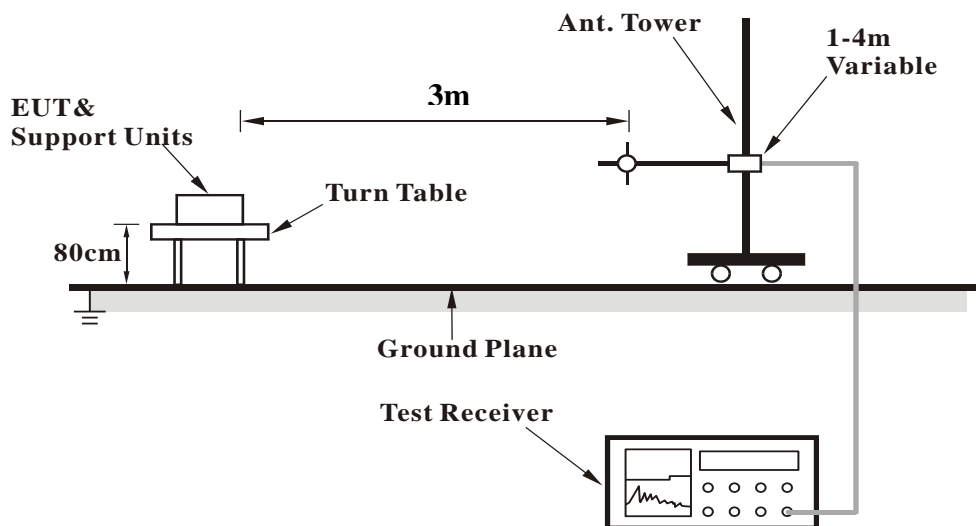 Ant. Tower
1-4m
Variable
3m
EUT&
Support Units
Turn Table
80cm
Ground Plane
Test Receiver